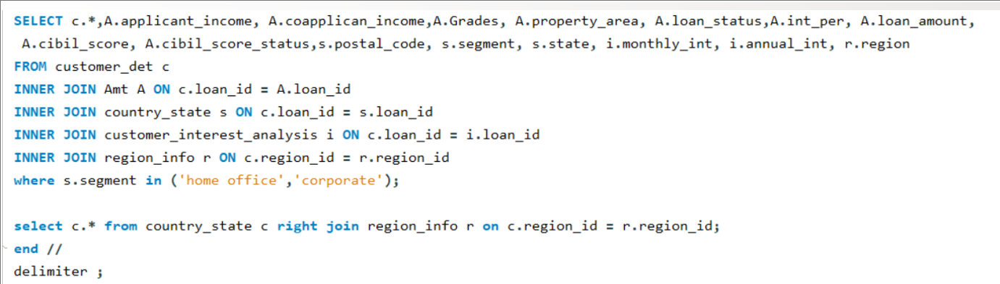 SELECT c.*,A.applicant_income, A.coapplican_income,A.Grades, A.property_area, A.loan_status,A.int_per, A.loan_amount,
A.cibil_score, A.cibil_score_status,s.postal_code, s.segment, s.state, i.monthly_int, i.annual_int, r.region
FROM customer_det c
INNER JOIN Amt A ON c.loan_id = A.loan_id
INNER JOIN country_state s ON c.loan_id = s.loan_id
INNER JOIN customer_interest_analysis i ON c.loan_id = i.loan_id
INNER JOIN region_info r ON c.region_id = r.region_id
where s.segment in ('home office','corporate');
select c.* from country_state c right join region_info r on c.region_id = r.region_id;
end //
delimiter ;